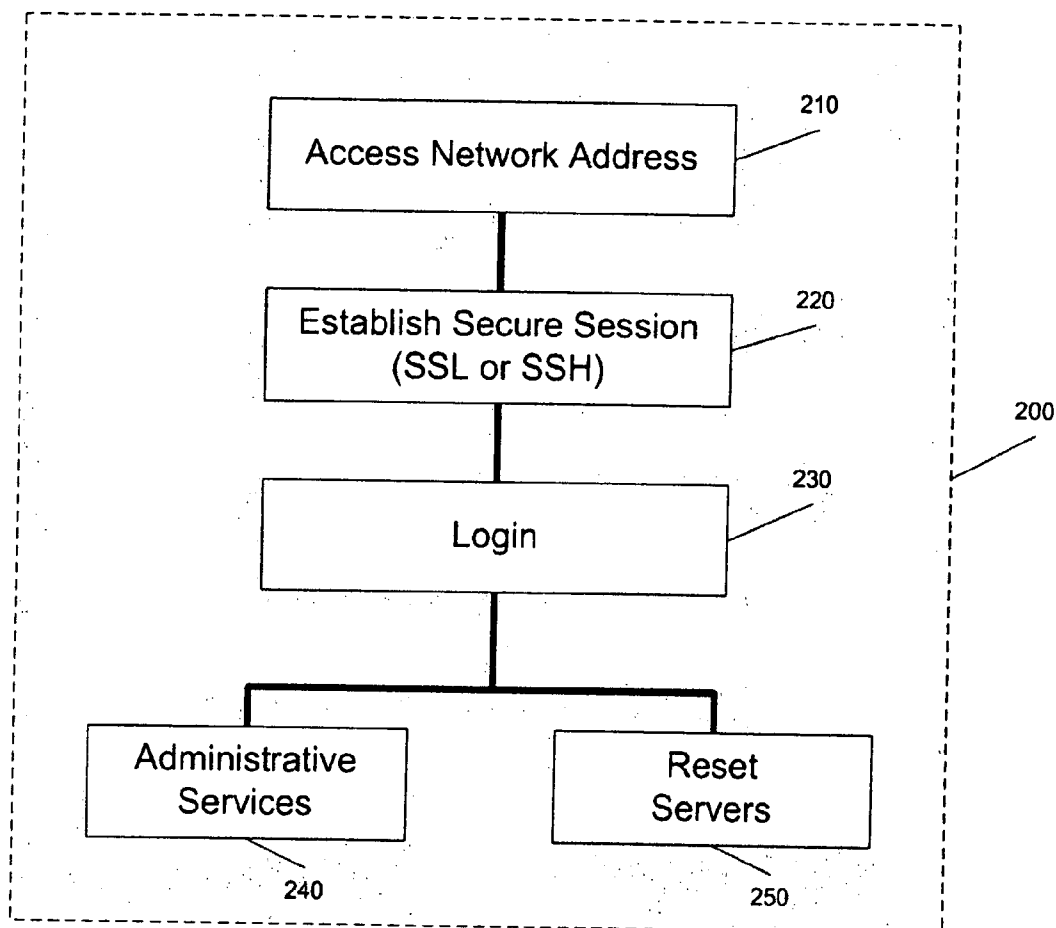 210
Access Network Address
220
Establish Secure Session
(SSL or SSH)
200
230
Login
Administrative
Services
Reset
Servers
240
250